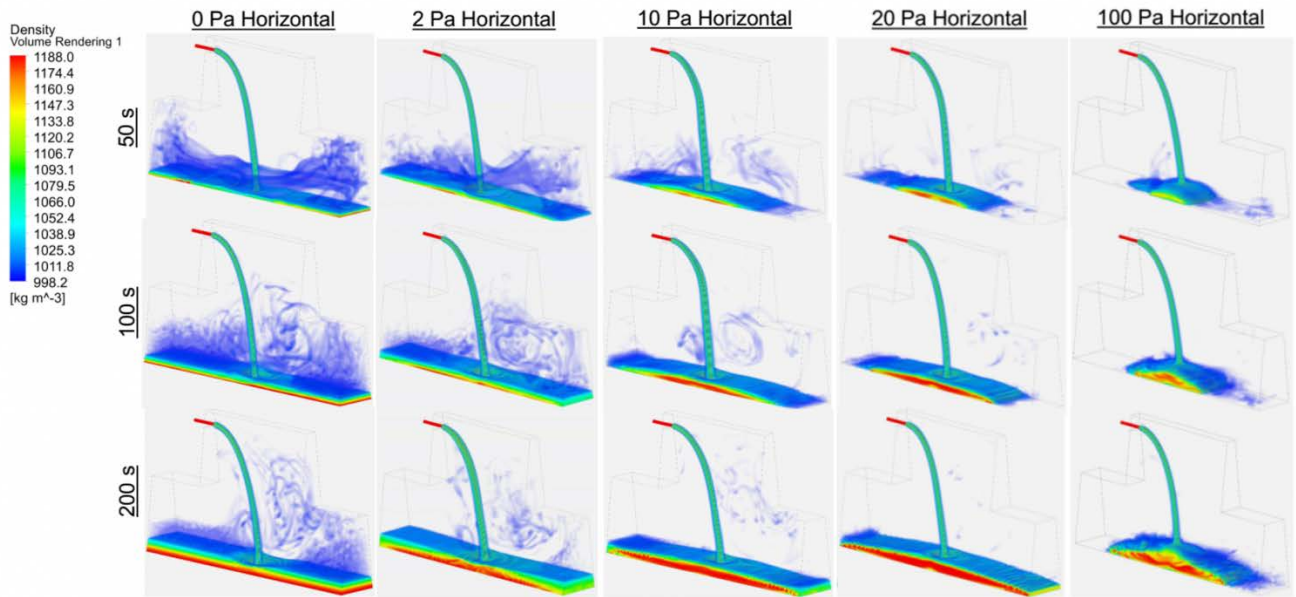 0 Pa Horizontal
2 Pa Horizontal
10 Pa Horizontal
20 Pa Horizontal
100 Pa Horizontal
Density
Volume Rendering 1
1188.0
1174.4
1160.9
1147.3
1133.8
1120.2
1106.7
1093.1
1079.5
1066.0
1052.4
1038.9
1025.3
1011.8
998.2
[kg m^-3]
50 s
100 s
200 s